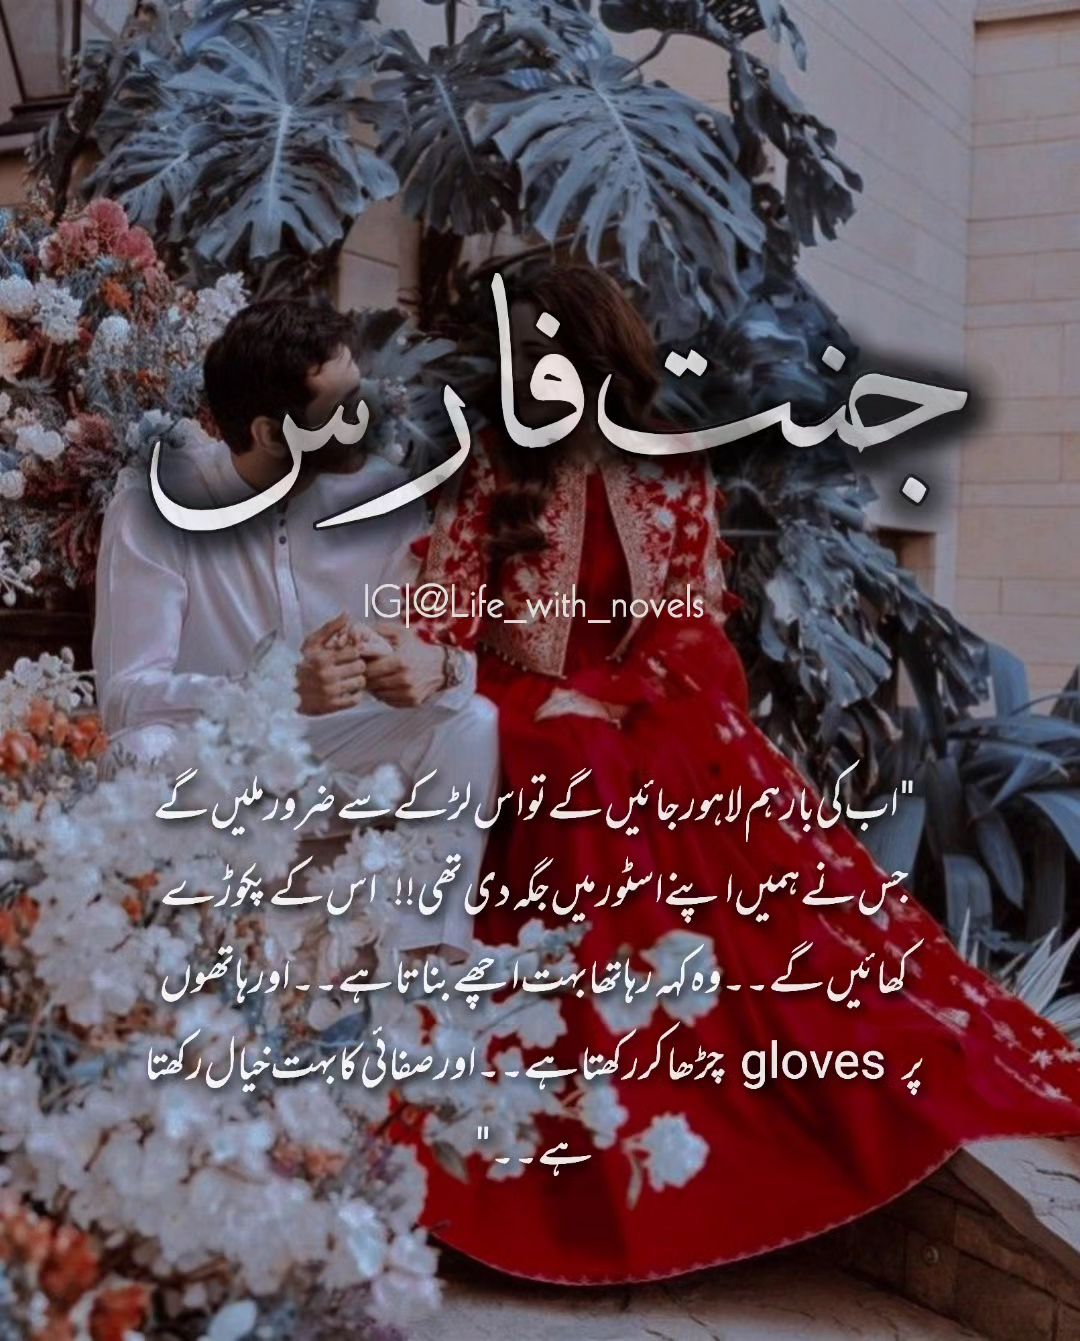 جنت فارس
IG|@Life_with_novels
"اب کی بار ہم لاہور جائیں گے تو اس لڑکے سے ضرور ملیں گے
جس نے ہمیں اپنے اسٹور میں جگہ دی تھی!! اس کے پکوڑے
کھائیں گے۔۔وہ کہہ رہا تھا بہت اچھے بناتا ہے۔۔اور ہاتھوں
پر gloves چڑھا کر رکھتا ہے۔۔اور صفائی کا بہت خیال رکھتا
ہے۔۔"